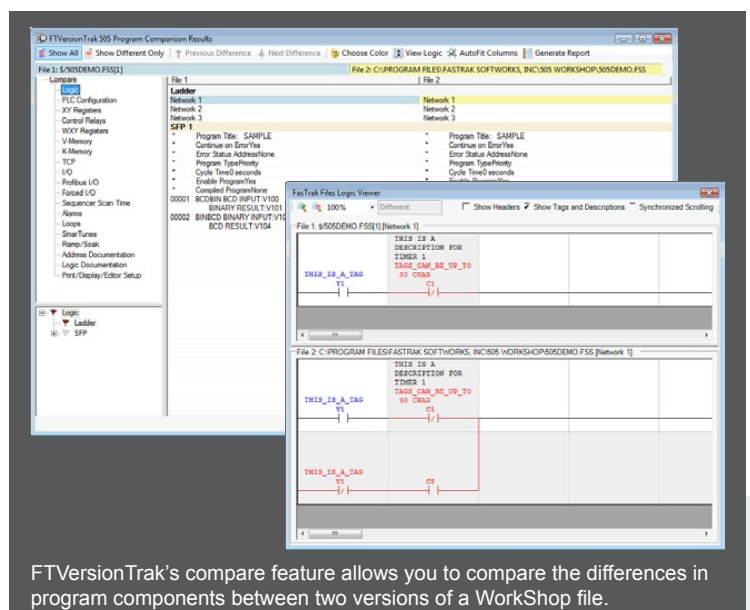 FTVersionTrak 505 Program Comparison Results
Show All Show Different Only Previous Difference Next Difference Choose Color View Logic AutoFit Columns Generate Report
File 1: $/505DEMO.FSS[1] File 2: C:\PROGRAM FILES\FASTRAK SOFTWORKS, INC\505 WORKSHOP\505DEMO.FSS
Compare
Logic
PLC Configuration
XY Registers
Control Relays
WXY Registers
V-Memory
K-Memory
TCP
I/O
Profibus I/O
Forced I/O
Sequencer Scan Time
Alarms
Loops
SmarTunes
Ramp/Soak
Address Documentation
Logic Documentation
Print/Display/Editor Setup
Logic
Ladder
SFP
File 1 File 2
Ladder
Network 1 Network 1
Network 2 Network 2
Network 3 Network 3
SFP 1
* Program Title: SAMPLE * Program Title: SAMPLE
* Continue on ErrorYes * Continue on ErrorYes
* Error Status AddressNone * Error Status AddressNone
* Program TypePriority * Program TypePriority
* Cycle Time0 seconds * Cycle Time0 seconds
* Enable ProgramYes * Enable ProgramYes
* Compiled ProgramNone
00001 BCDBIN BCD INPUT:V100
BINARY RESULT:V101
00002 BINBCD BINARY INPUT:V10
BCD RESULT:V104
FasTrak Files Logic Viewer
100% Different Show Headers Show Tags and Descriptions Synchronized Scrolling
File 1: $/505DEMO.FSS[1] [Network 1]
THIS IS A
DESCRIPTION FOR
TIMER 1
TAGS_CAN_BE_UP_TO
THIS_IS_A_TAG 30 CHAR
Y1 C1
File 2: C:\PROGRAM FILES\FASTRAK SOFTWORKS, INC\505 WORKSHOP\505DEMO.FSS [Network 1]
THIS IS A
DESCRIPTION FOR
TIMER 1
TAGS_CAN_BE_UP_TO
THIS_IS_A_TAG 30 CHAR
Y1 C1
THIS_IS_A_TAG
Y1 C2
FTVersionTrak's compare feature allows you to compare the differences in
program components between two versions of a WorkShop file.